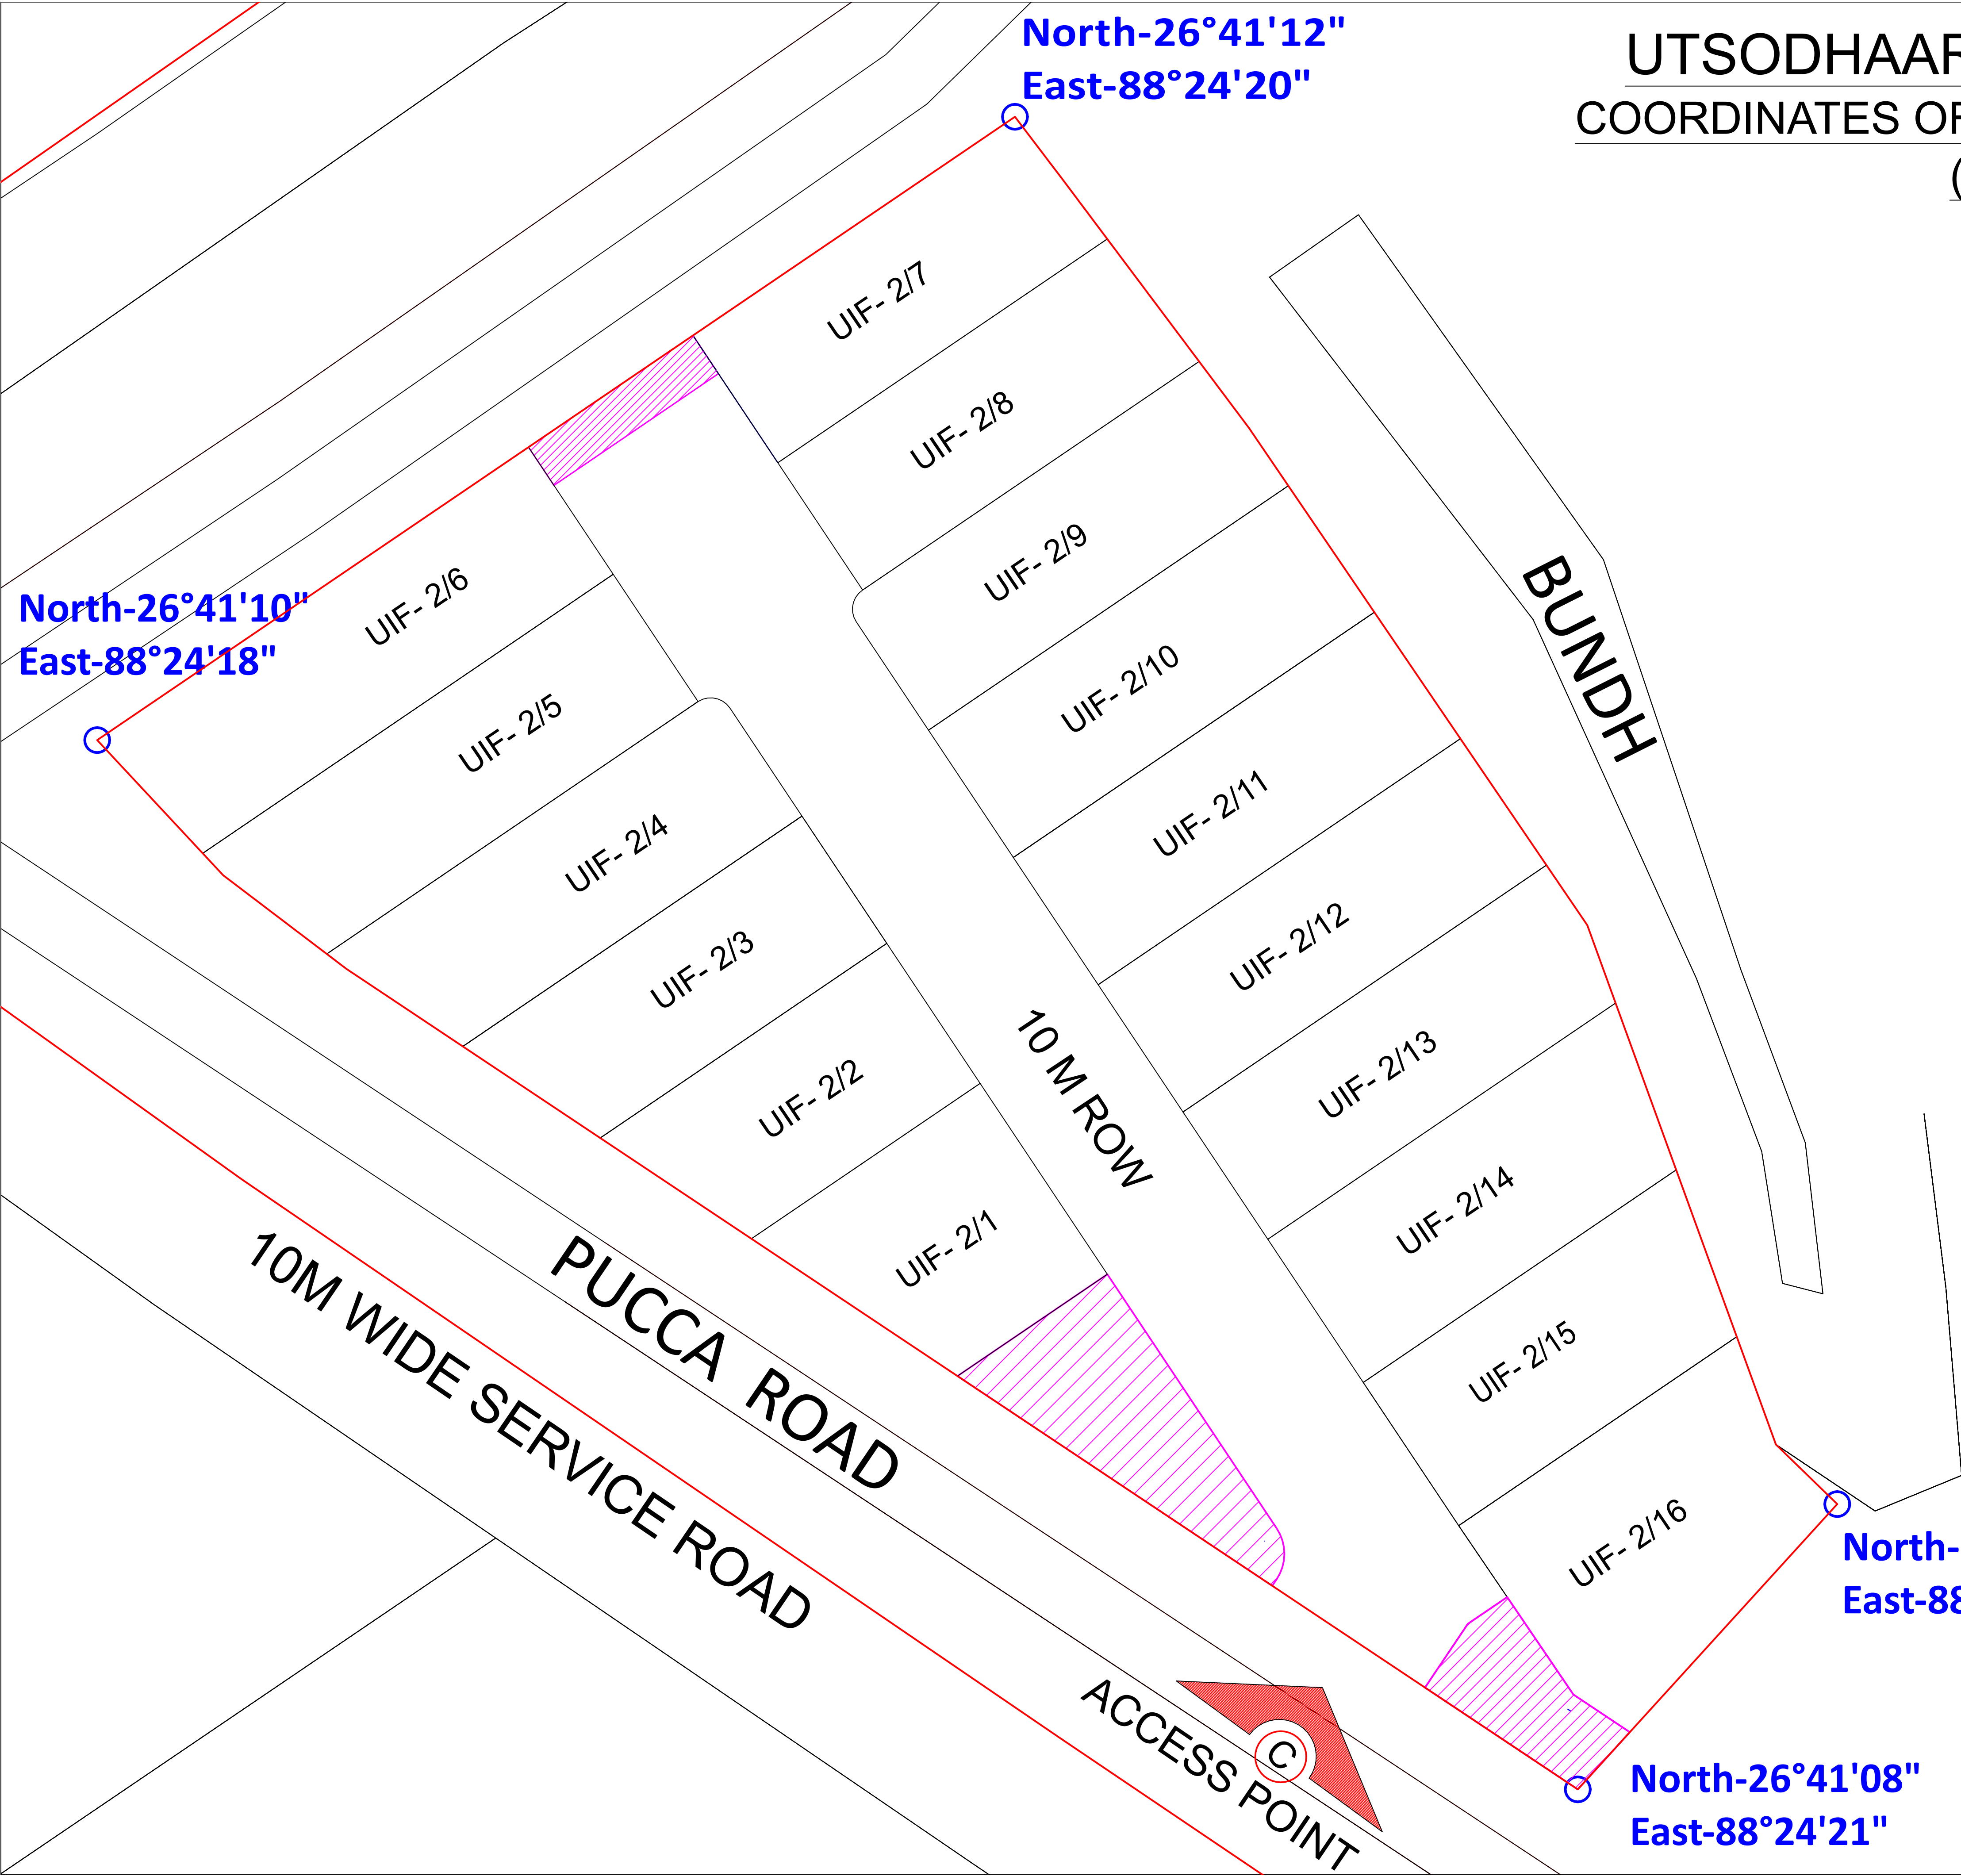 North-26°41'12"
East-88°24'20"
UTSODHAAR
COORDINATES OF
(
UIF- 2/7
UIF- 2/8
UIF- 2/9
UIF- 2/6
North-26°41'10"
East-88°24'18"
UIF- 2/5
UIF- 2/10
BUNDH
UIF- 2/4
UIF- 2/11
UIF- 2/3
UIF- 2/12
UIF- 2/2
10 M ROW
UIF- 2/13
UIF- 2/1
UIF- 2/14
UIF- 2/15
PUCCA ROAD
10M WIDE SERVICE ROAD
UIF- 2/16
North-
East-88
ACCESS POINT
C
North-26°41'08"
East-88°24'21"